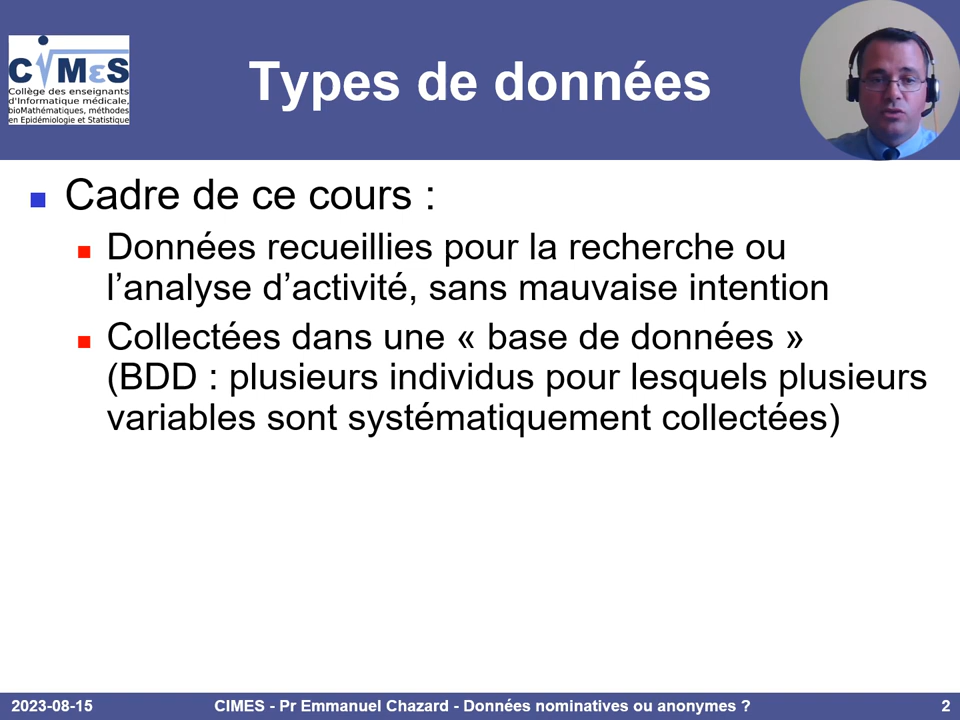 CiMεS
Collège des enseignants
d'Informatique médicale,
bioMathématiques, méthodes
en Epidémiologie et Statistique
Types de données
Cadre de ce cours :
Données recueillies pour la recherche ou
l’analyse d’activité, sans mauvaise intention
Collectées dans une « base de données »
(BDD : plusieurs individus pour lesquels plusieurs
variables sont systématiquement collectées)
2023-08-15
CIMES - Pr Emmanuel Chazard - Données nominatives ou anonymes ?
2